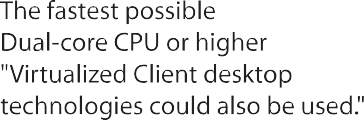 The fastest possible
Dual-core CPU or higher
"Virtualized Client desktop
technologies could also be used."